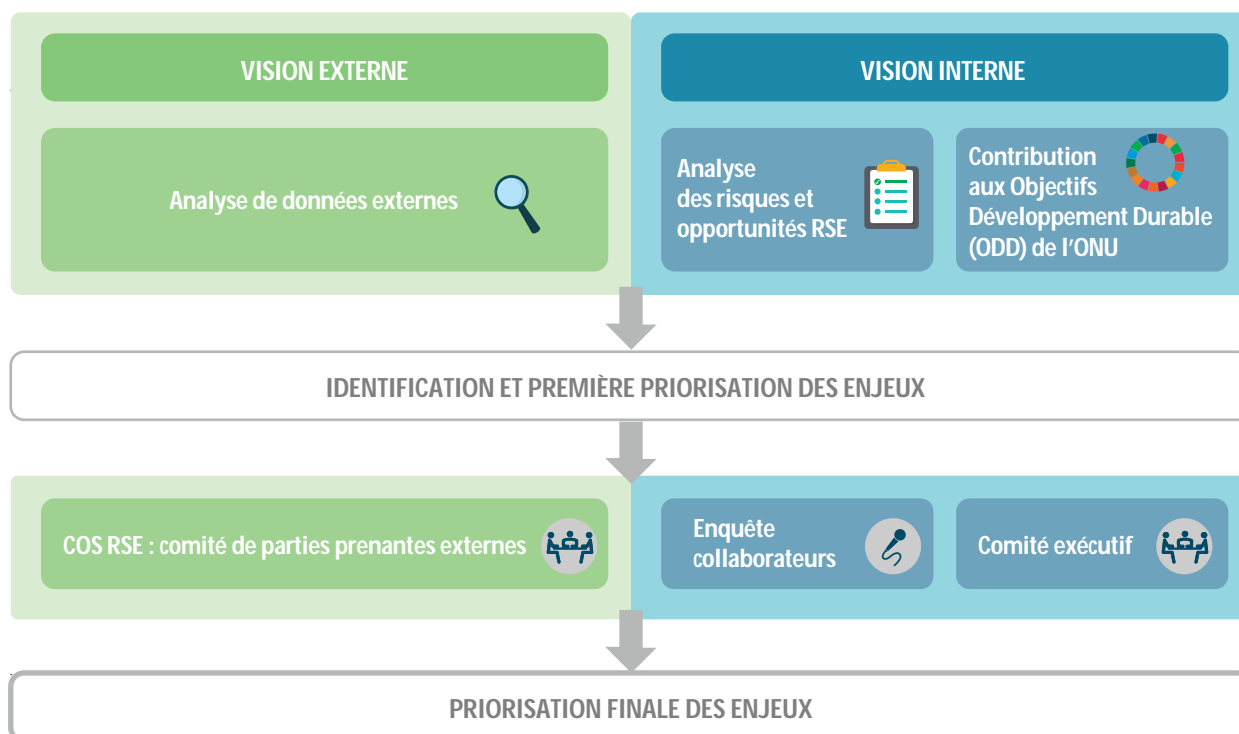 VISION EXTERNE
VISION INTERNE
Analyse de données externes
Analyse
des risques et
opportunités RSE
Contribution
aux Objectifs
Développement Durable
(ODD) de l'ONU
IDENTIFICATION ET PREMIÈRE PRIORISATION DES ENJEUX
COS RSE : comité de parties prenantes externes
Enquête
collaborateurs
Comité exécutif
PRIORISATION FINALE DES ENJEUX